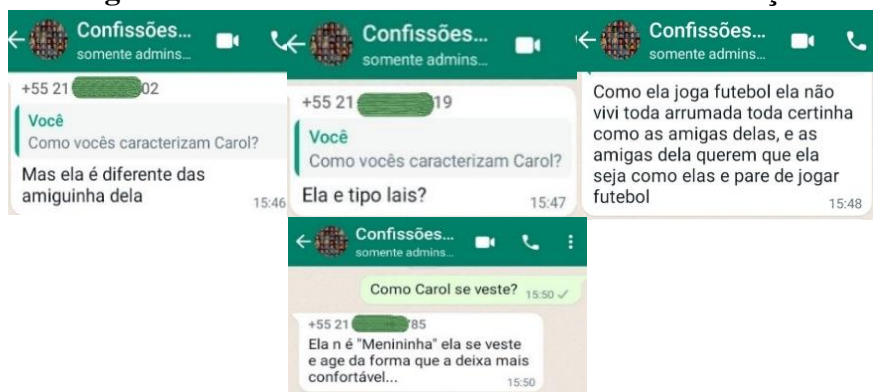 Confissões...
somente admins...
+55 21 02
Você
Como vocês caracterizam Carol?
Mas ela é diferente das
amiguinha dela
15:46
Confissões...
somente admins...
+55 21 19
Você
Como vocês caracterizam Carol?
Ela e tipo lais?
15:47
Confissões...
somente admins...
Como ela joga futebol ela não
vivi toda arrumada toda certinha
como as amigas delas, e as
amigas dela querem que ela
seja como elas e pare de jogar
futebol
15:48
Confissões...
somente admins...
Como Carol se veste? 15:50
+55 21 785
Ela n é "Menininha" ela se veste
e age da forma que a deixa mais
confortável...
15:50